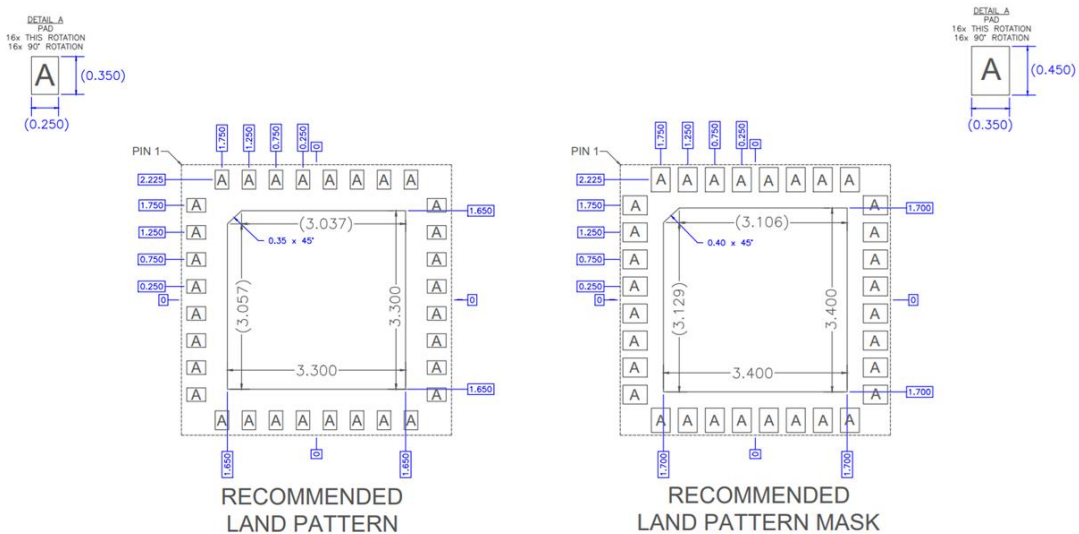 DETAIL A
PAD
16x THIS ROTATION
16x 90° ROTATION
A
(0.350)
(0.250)
DETAIL A
PAD
16x THIS ROTATION
16x 90° ROTATION
A
(0.450)
(0.350)
1.750 1.250 0.750 0.250 0
PIN 1
2.225 A A A A A A A A
1.750 A A
1.650
1.250 A A
(3.037)
0.35 x 45°
0.750 A A
0.250 A A
(3.057) 3.300
0 0
A A
A A
A A
3.300
A A
1.650
A A A A A A A A
0
1.650 1.650
RECOMMENDED
LAND PATTERN
1.750 1.250 0.750 0.250 0
PIN 1
2.225 A A A A A A A A
1.750 A A
1.700
1.250 A A
(3.106)
0.40 x 45°
0.750 A A
0.250 A A
(3.129) 3.400
0 0
A A
A A
A A
3.400
A A
1.700
A A A A A A A A
0
1.700 1.700
RECOMMENDED
LAND PATTERN MASK